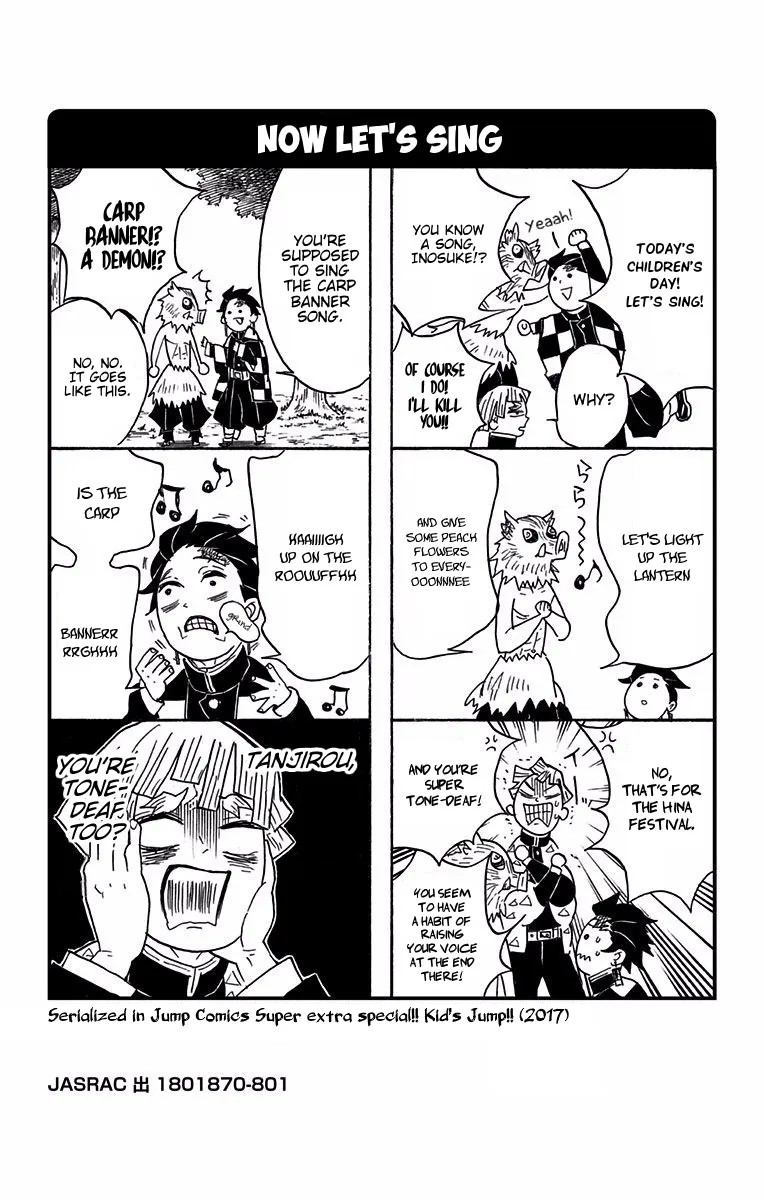 NOW LET'S SING
TODAY'S
CHILDREN'S
DAY!
LET'S SING!
Yeaah!
YOU KNOW
A SONG,
INOSUKE!?
WHY?
OF COURSE
I DO!
I'LL KILL
YOU!!
LET'S LIGHT
UP THE
LANTERN
らら〜
AND GIVE
SOME PEACH
FLOWERS
TO EVERY-
OOONNNEE
NO,
THAT'S FOR
THE HINA
FESTIVAL.
AND YOU'RE
SUPER
TONE-DEAF!
YOU SEEM
TO HAVE
A HABIT OF
RAISING
YOUR VOICE
AT THE END
THERE!
YOU'RE
SUPPOSED
TO SING
THE CARP
BANNER
SONG.
CARP
BANNER!?
A DEMON!?
NO, NO.
IT GOES
LIKE THIS.
HAAIIIIGH
UP ON THE
ROOUUFFHH
IS THE
CARP
grind
BANNERR
RRGHHH
TANJIROU,
YOU'RE
TONE-
DEAF,
TOO?
Serialized in Jump Comics Super extra special!! Kid's Jump!! (2017)
JASRAC 出 1801870-801